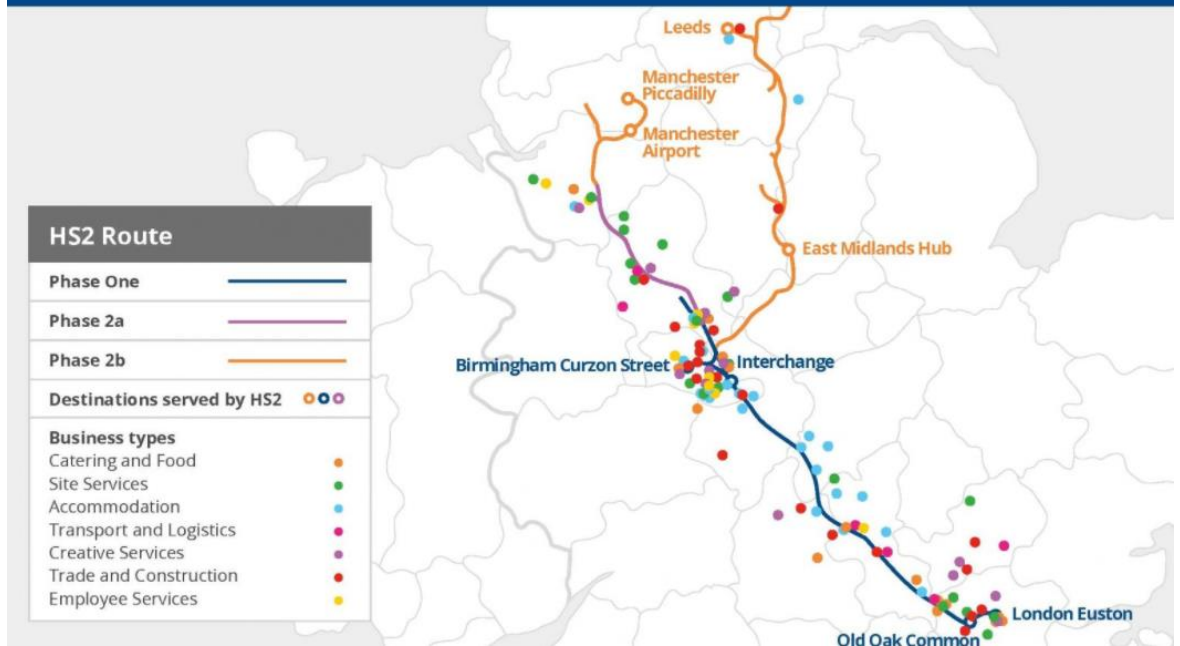 Leeds
Manchester
Piccadilly
Manchester
Airport
HS2 Route
Phase One
Phase 2a
Phase 2b
Destinations served by HS2
Business types
Catering and Food
Site Services
Accommodation
Transport and Logistics
Creative Services
Trade and Construction
Employee Services
East Midlands Hub
Birmingham Curzon Street
Interchange
London Euston
Old Oak Common